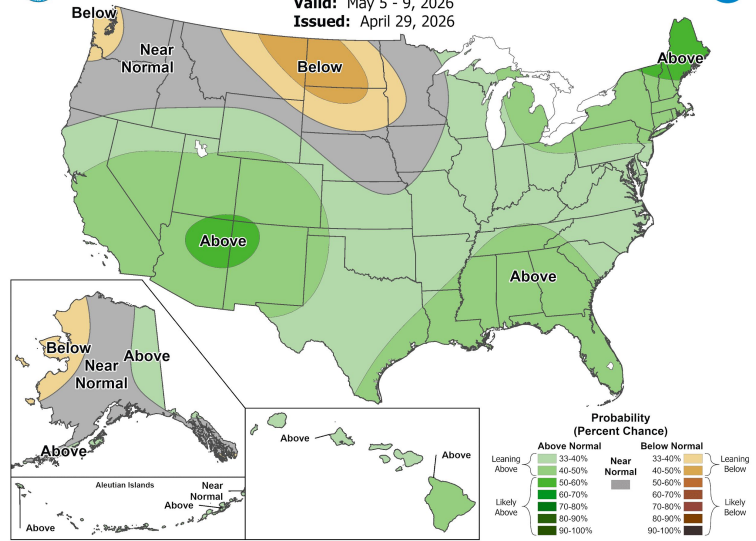 Valid: May 5 - 9, 2026
Issued: April 29, 2026
Below
Near
Normal
Below
Above
Above
Above
Below
Near
Normal
Above
Above
Aleutian Islands
Near
Normal
Above
Above
Above
Above
Probability
(Percent Chance)
Above Normal
Below Normal
Leaning
Above
33-40%
40-50%
Near
Normal
33-40%
40-50%
Leaning
Below
Likely
Above
50-60%
60-70%
70-80%
80-90%
90-100%
50-60%
60-70%
70-80%
80-90%
90-100%
Likely
Below